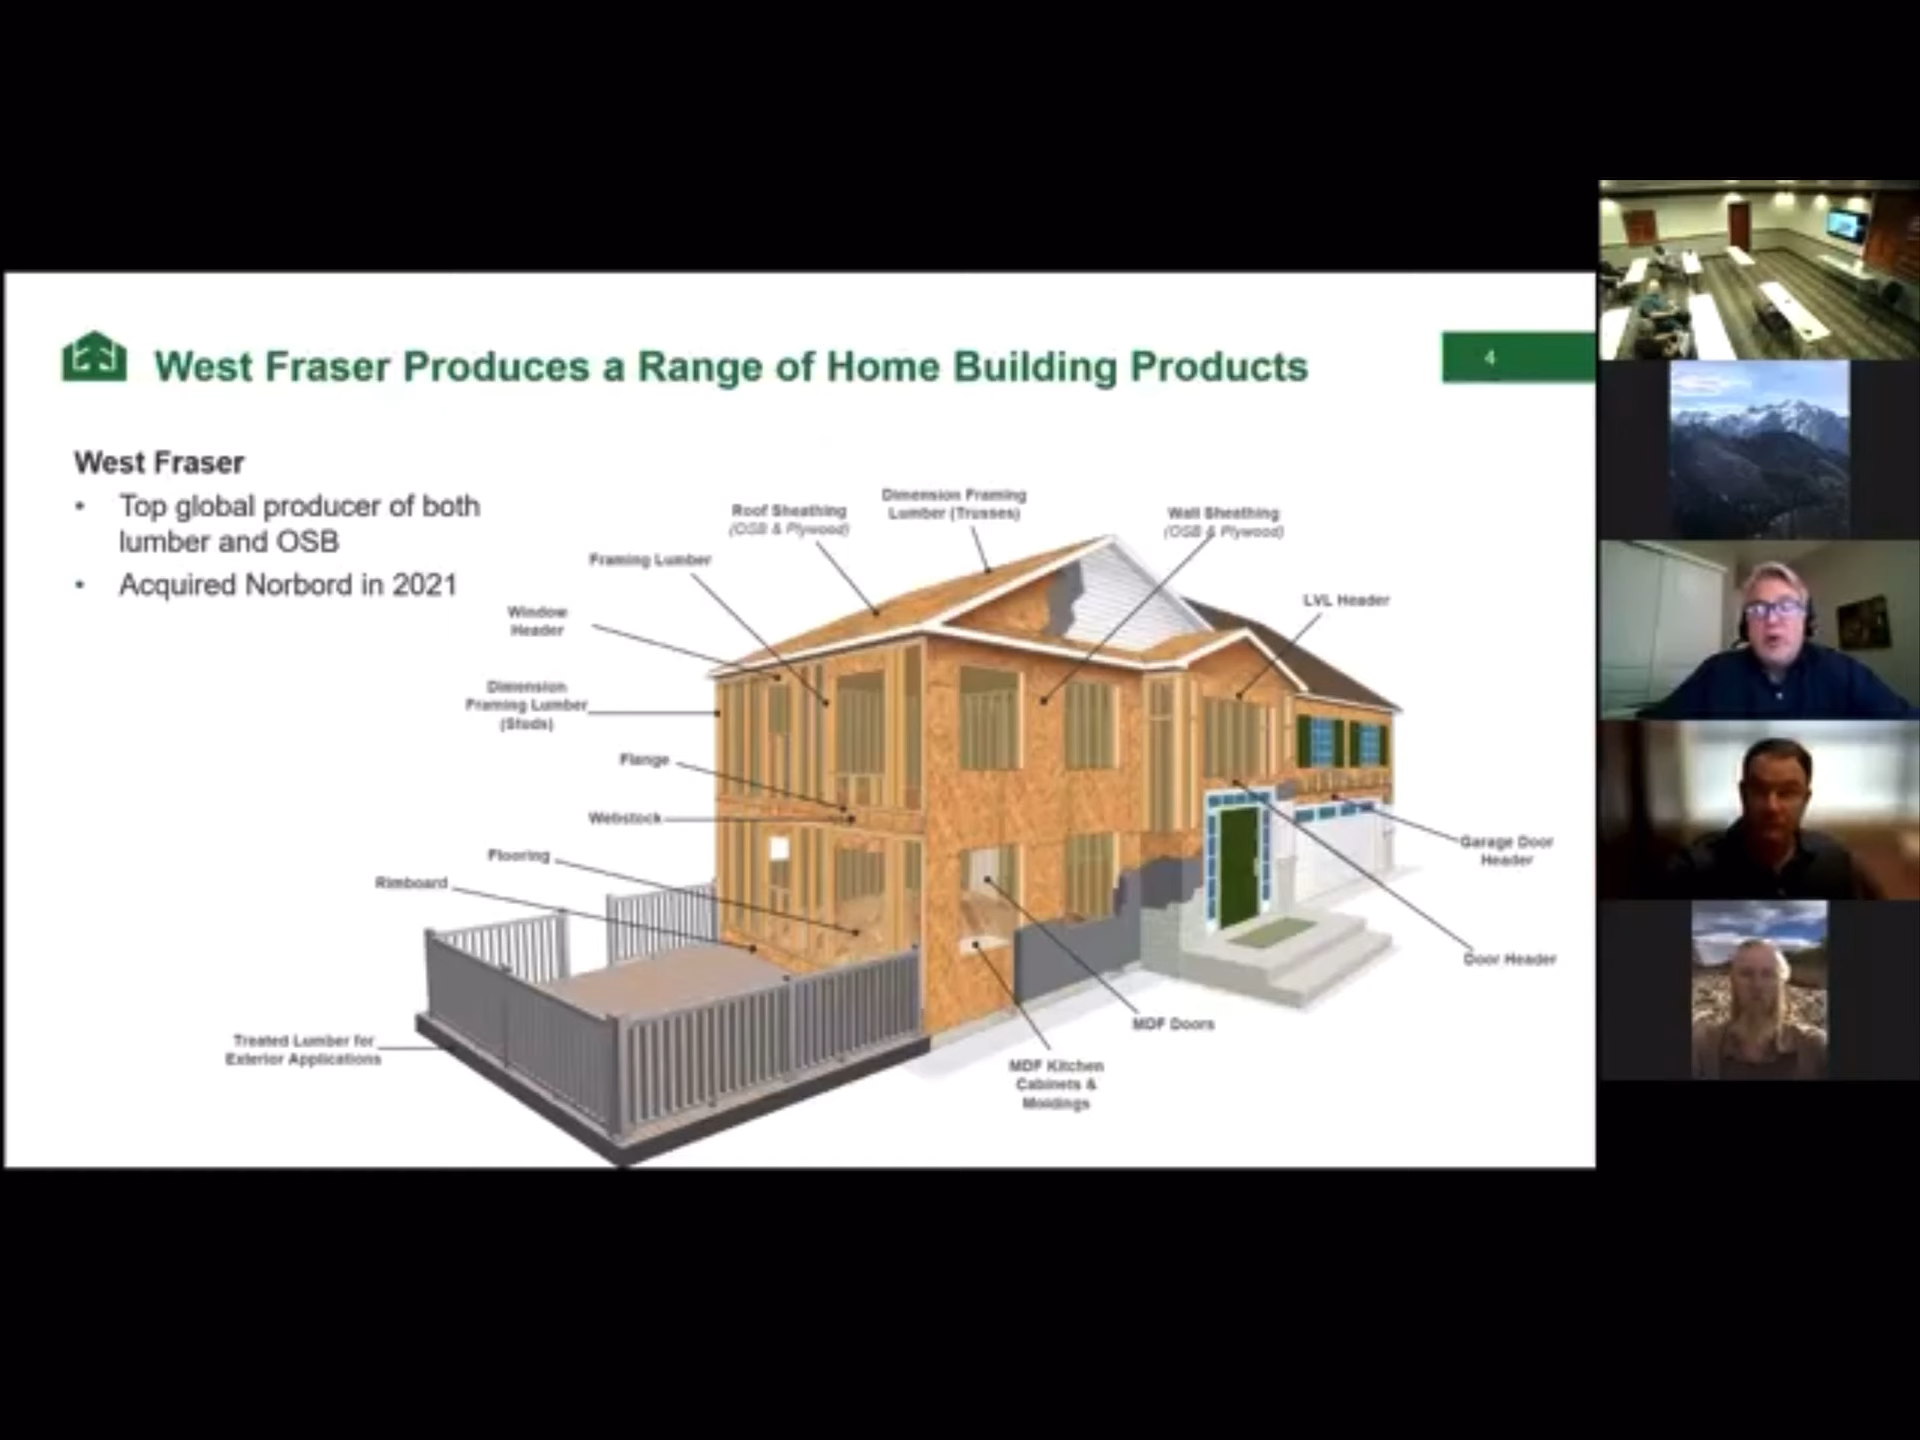 West Fraser Produces a Range of Home Building Products
4
West Fraser
• Top global producer of both
lumber and OSB
• Acquired Norbord in 2021
Roof Sheathing
(OSB & Plywood)
Dimension Framing
Lumber (Trusses)
Wall Sheathing
(OSB & Plywood)
Framing Lumber
LVL Header
Window
Header
Dimension
Framing Lumber
(Studs)
Flange
Webstock
Flooring
Rimboard
Garage Door
Header
Door Header
MDF Doors
Treated Lumber for
Exterior Applications
MDF Kitchen
Cabinets &
Moldings